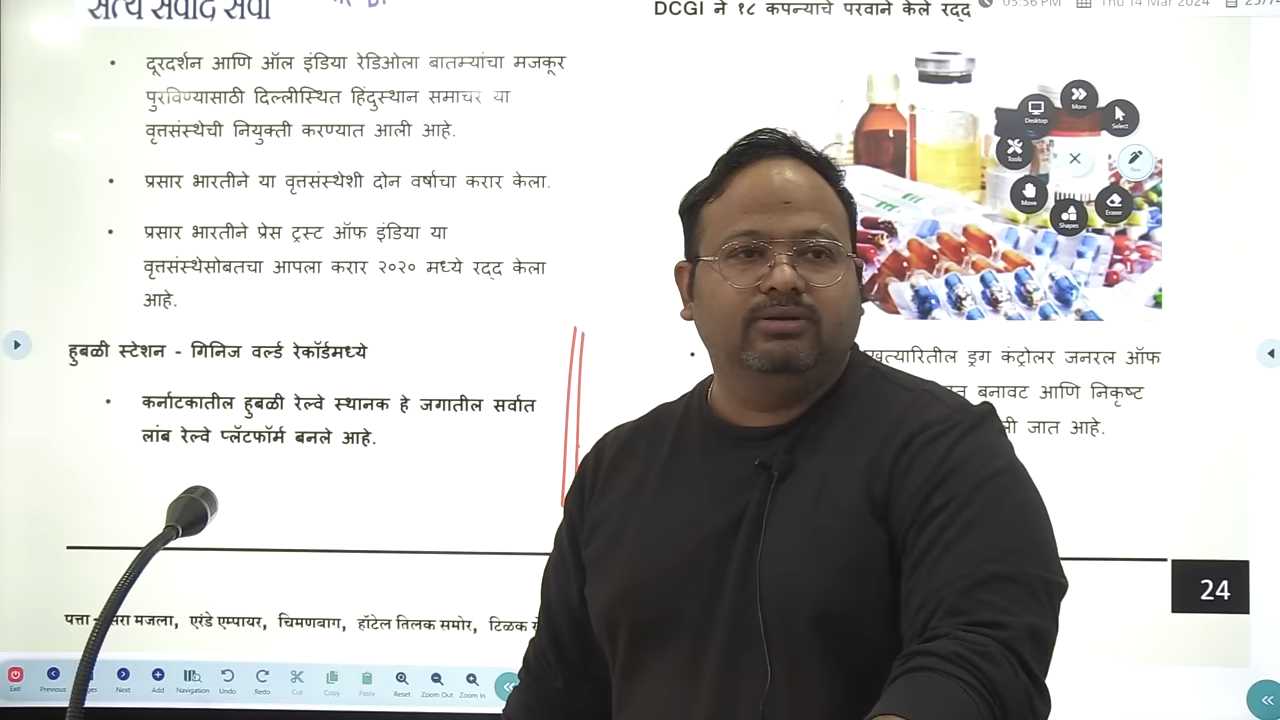 सत्य संवाद सेवा
दूरदर्शन आणि ऑल इंडिया रेडिओला बातम्यांचा मजकूर
पुरविण्यासाठी दिल्लीस्थित हिंदुस्थान समाचर या
वृत्तसंस्थेची नियुक्ती करण्यात आली आहे.
प्रसार भारतीने या वृत्तसंस्थेशी दोन वर्षाचा करार केला.
प्रसार भारतीने प्रेस ट्रस्ट ऑफ इंडिया या
वृत्तसंस्थेसोबतचा आपला करार २०२० मध्ये रद्द केला
आहे.
हुबळी स्टेशन - गिनिज वर्ल्ड रेकॉर्डमध्ये
कर्नाटकातील हुबळी रेल्वे स्थानक हे जगातील सर्वात
लांब रेल्वे प्लॅटफॉर्म बनले आहे.
DCGI ने १८ कंपन्याचे परवाने केले रद्द
05:56 PM Thu 14 Mar 2024
Desktop
More
Select
Tools
Pen
Move
Shapes
Eraser
ड्रग कंट्रोलर जनरल ऑफ
बनावट आणि निकृष्ट
जात आहे.
24
पत्ता मजला, एरंडे एम्पायर, चिमणबाग, हॉटेल तिलक समोर, टिळक
Exit Previous Next Add Navigation Undo Redo Cut Copy Paste Reset Zoom Out Zoom In